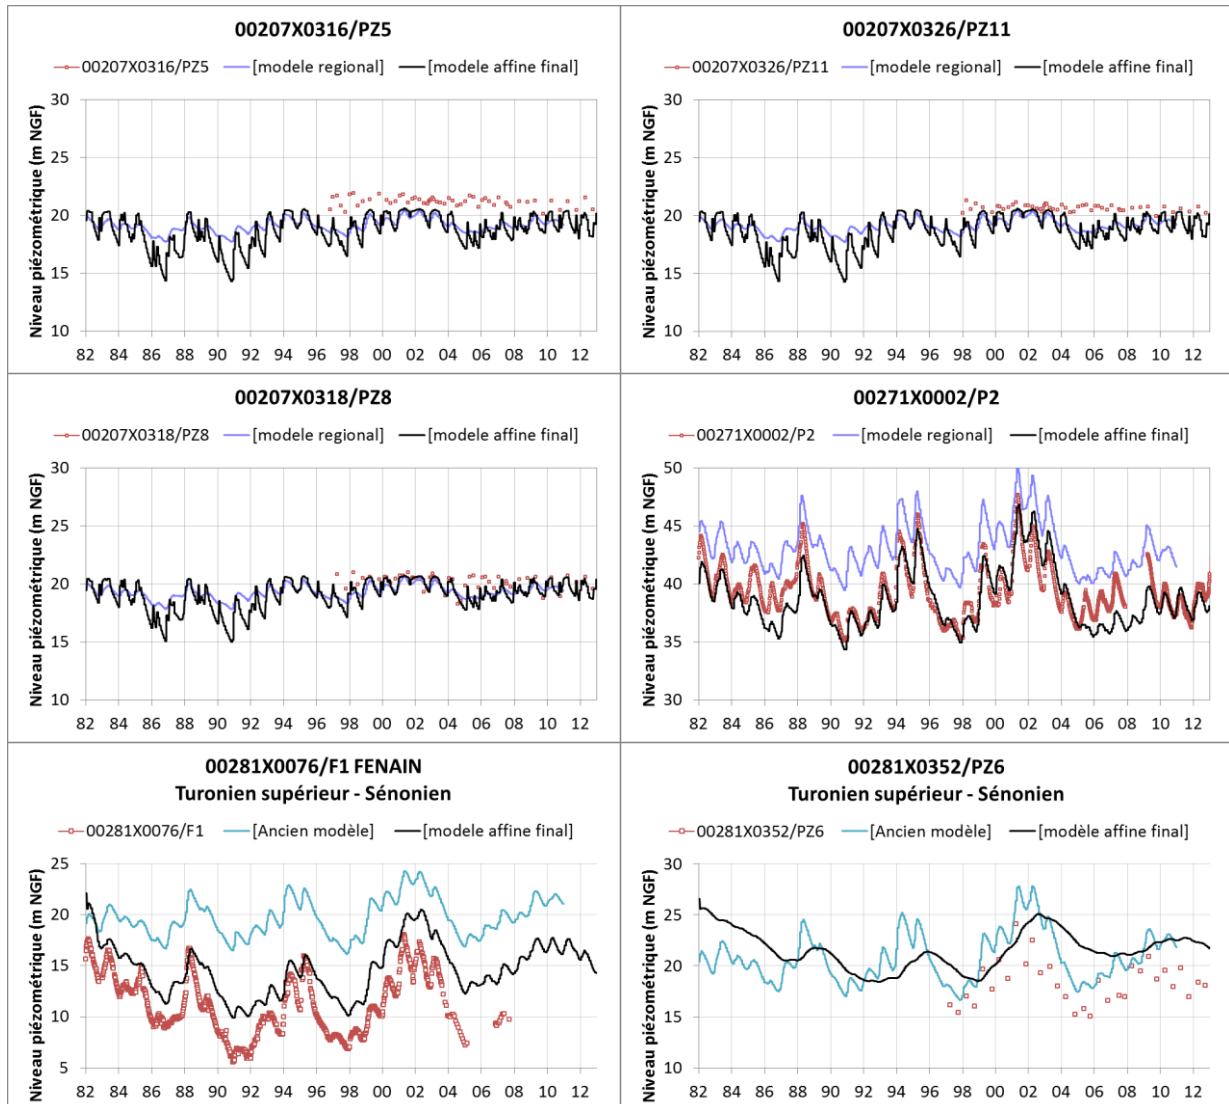 00207X0316/PZ5
00207X0316/PZ5 [modele regional] [modele affine final]
Niveau piézométrique (m NGF)
30
25
20
15
10
82 84 86 88 90 92 94 96 98 00 02 04 06 08 10 12
00207X0326/PZ11
00207X0326/PZ11 [modele regional] [modele affine final]
Niveau piézométrique (m NGF)
30
25
20
15
10
82 84 86 88 90 92 94 96 98 00 02 04 06 08 10 12
00207X0318/PZ8
00207X0318/PZ8 [modele regional] [modele affine final]
Niveau piézométrique (m NGF)
30
25
20
15
10
82 84 86 88 90 92 94 96 98 00 02 04 06 08 10 12
00271X0002/P2
00271X0002/P2 [modele regional] [modele affine final]
Niveau piézométrique (m NGF)
50
45
40
35
30
82 84 86 88 90 92 94 96 98 00 02 04 06 08 10 12
00281X0076/F1 FENAIN
Turonien supérieur - Sénonien
00281X0076/F1 [Ancien modèle] [modele affine final]
Niveau piézométrique (m NGF)
25
20
15
10
5
82 84 86 88 90 92 94 96 98 00 02 04 06 08 10 12
00281X0352/PZ6
Turonien supérieur - Sénonien
00281X0352/PZ6 [Ancien modèle] [modele affine final]
Niveau piézométrique (m NGF)
30
25
20
15
10
82 84 86 88 90 92 94 96 98 00 02 04 06 08 10 12